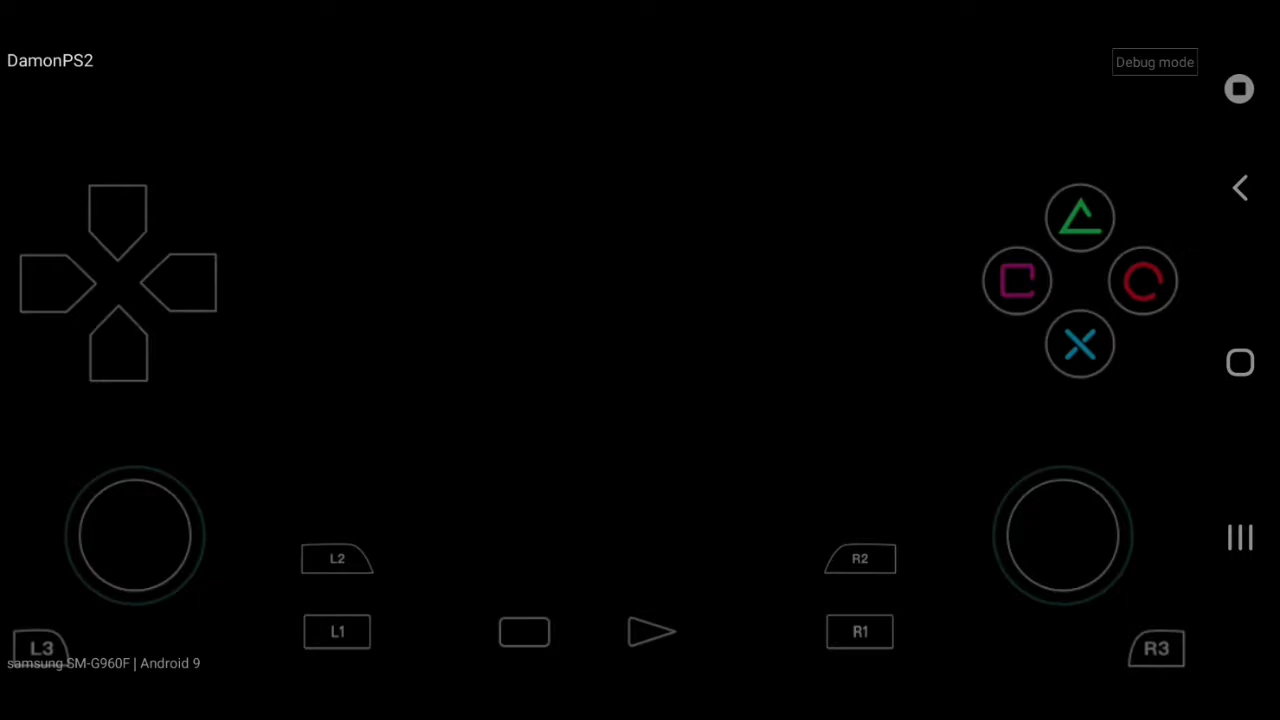 DamonPS2
Debug mode
L2
R2
L1
R1
L3
R3
samsung SM-G960F | Android 9